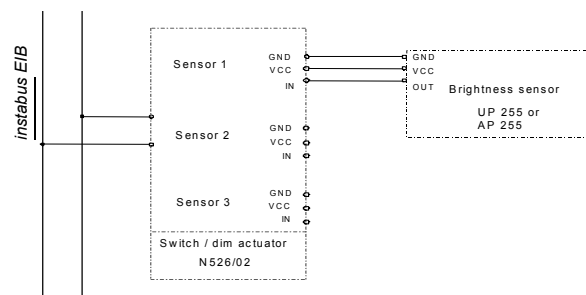 instabus EIB
Sensor 1
GND
VCC
IN
Sensor 2
GND
VCC
IN
Sensor 3
GND
VCC
IN
Switch / dim actuator
N526/02
GND
VCC
OUT
Brightness sensor
UP 255 or
AP 255